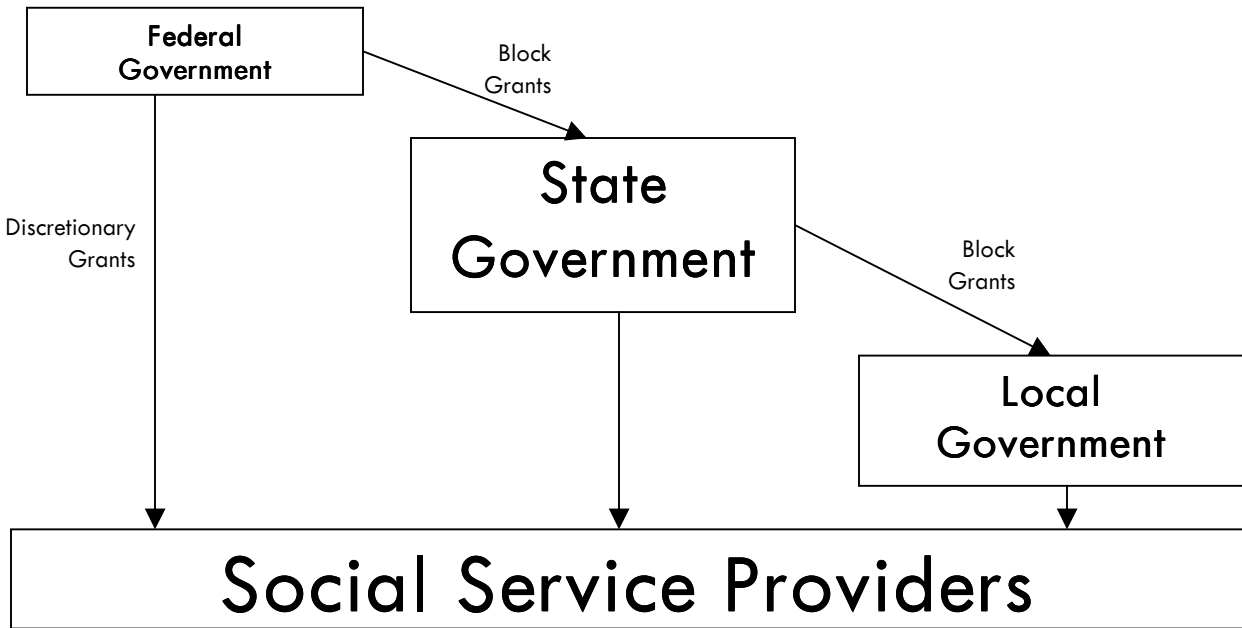 Federal
Government
Block
Grants
State
Government
Discretionary
Grants
Block
Grants
Local
Government
Social Service Providers